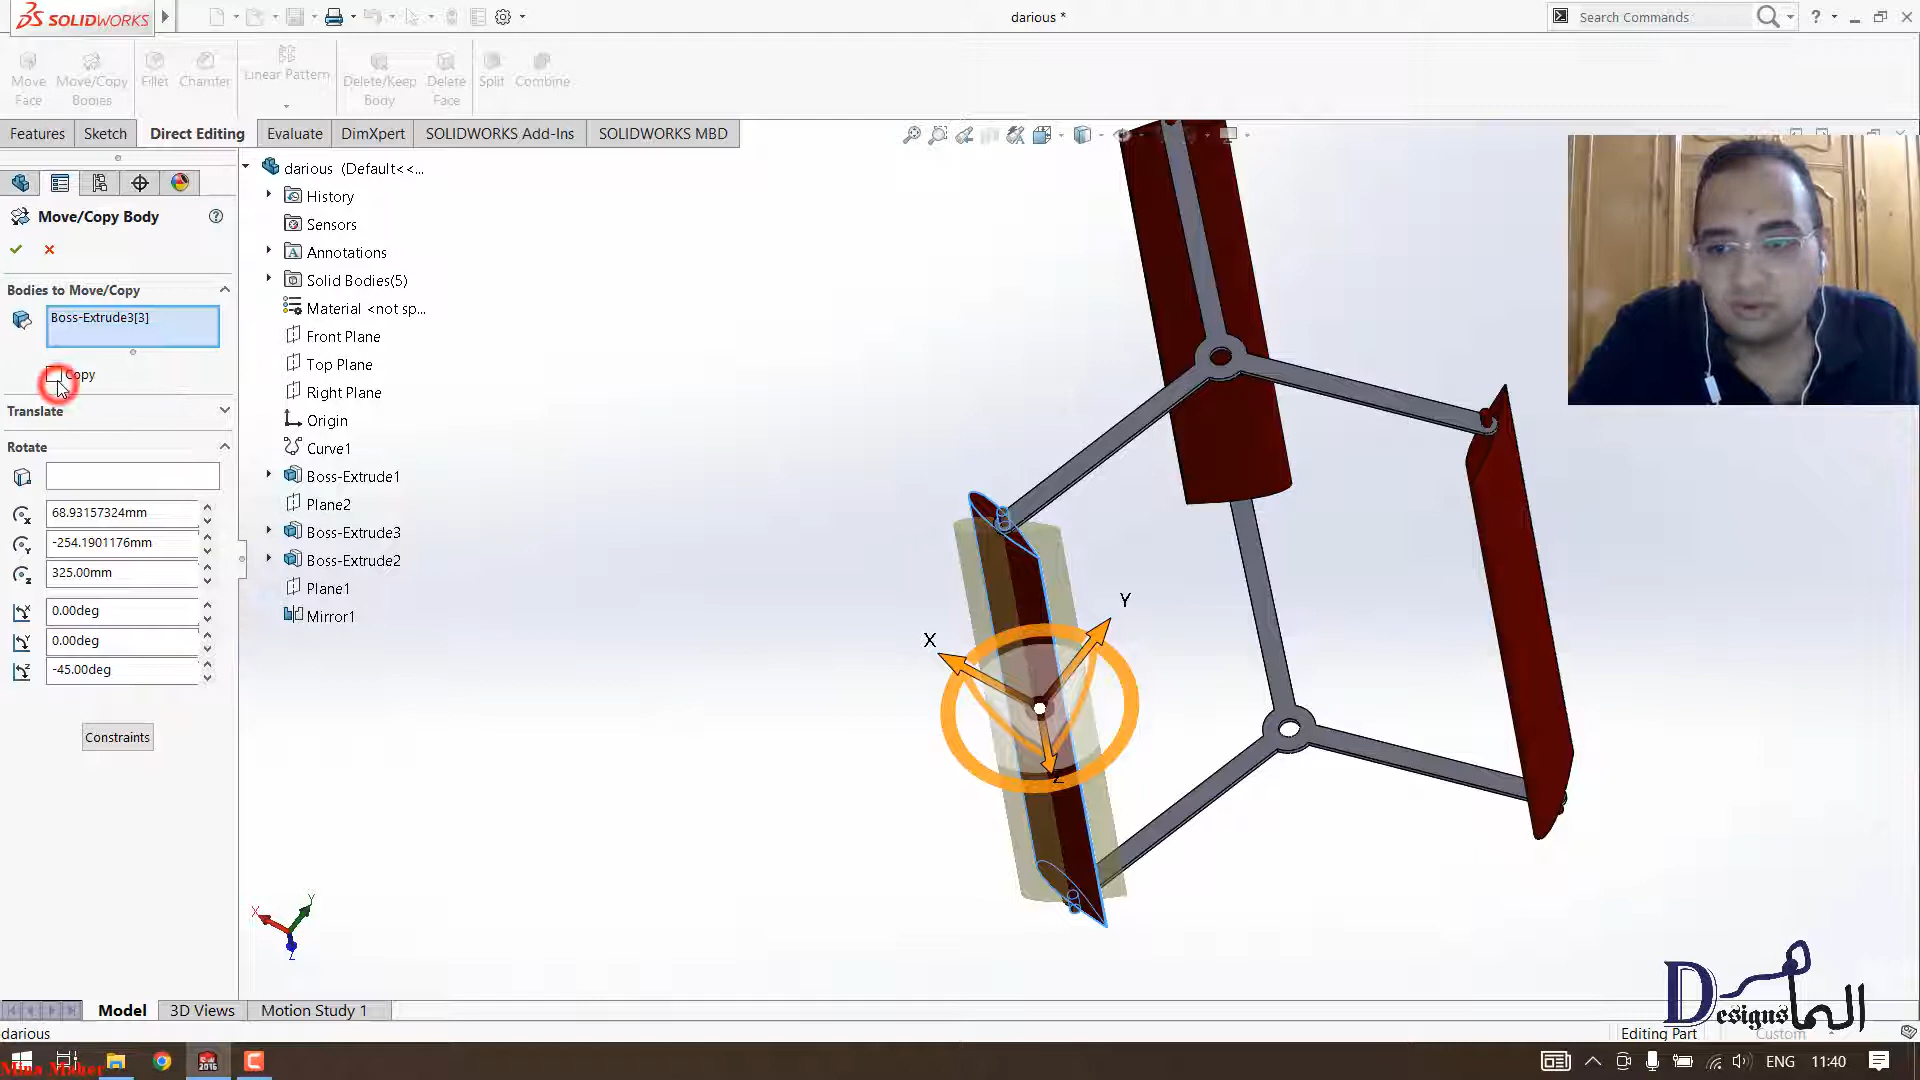 SOLIDWORKS
darious *
Search Commands
Move Face
Move/Copy Bodies
Fillet
Chamfer
Linear Pattern
Delete/Keep Body
Delete Face
Split
Combine
Features
Sketch
Direct Editing
Evaluate
DimXpert
SOLIDWORKS Add-Ins
SOLIDWORKS MBD
Move/Copy Body
Bodies to Move/Copy
Boss-Extrude3[3]
Copy
Translate
Rotate
68.93157324mm
-254.1901176mm
325.00mm
0.00deg
0.00deg
-45.00deg
Constraints
darious (Default<<...
History
Sensors
Annotations
Solid Bodies(5)
Material <not sp...
Front Plane
Top Plane
Right Plane
Origin
Curve1
Boss-Extrude1
Plane2
Boss-Extrude3
Boss-Extrude2
Plane1
Mirror1
X
Y
Z
X
Y
Z
Model
3D Views
Motion Study 1
darious
Editing Part
Custom
Designs
2016
ENG
11:40